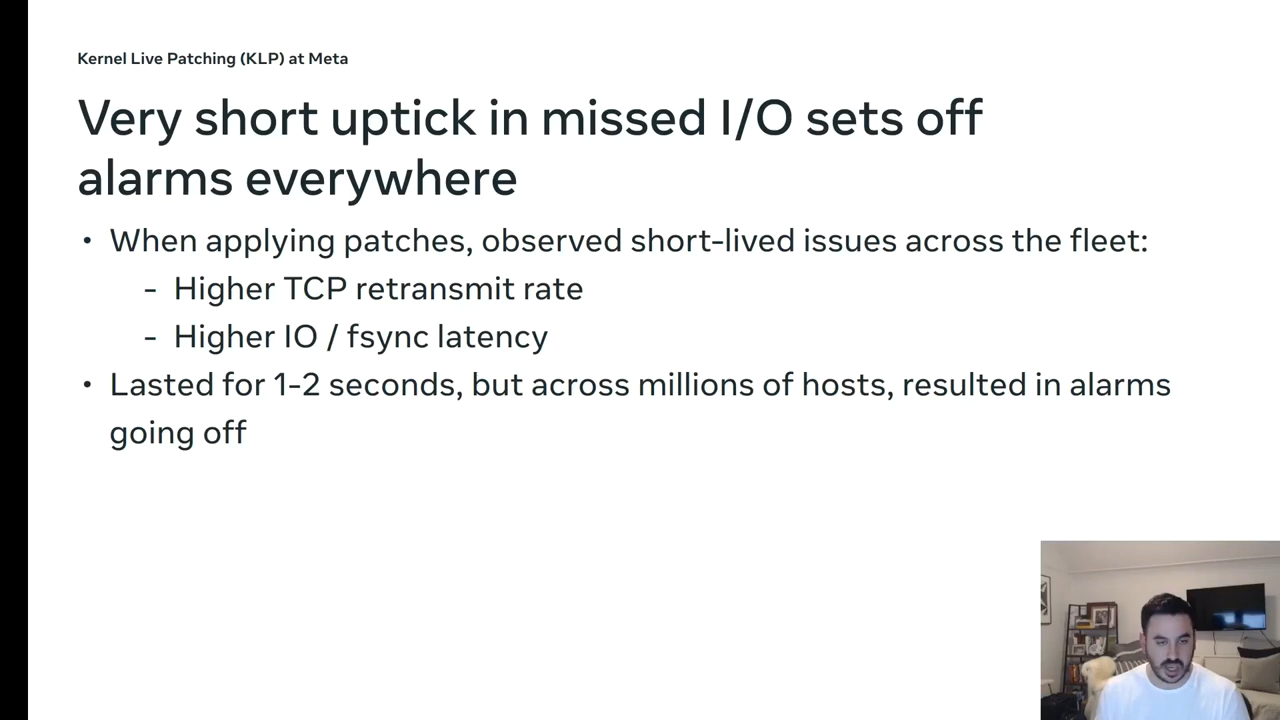 Kernel Live Patching (KLP) at Meta
Very short uptick in missed I/O sets off
alarms everywhere
• When applying patches, observed short-lived issues across the fleet:
- Higher TCP retransmit rate
- Higher IO / fsync latency
• Lasted for 1-2 seconds, but across millions of hosts, resulted in alarms
going off